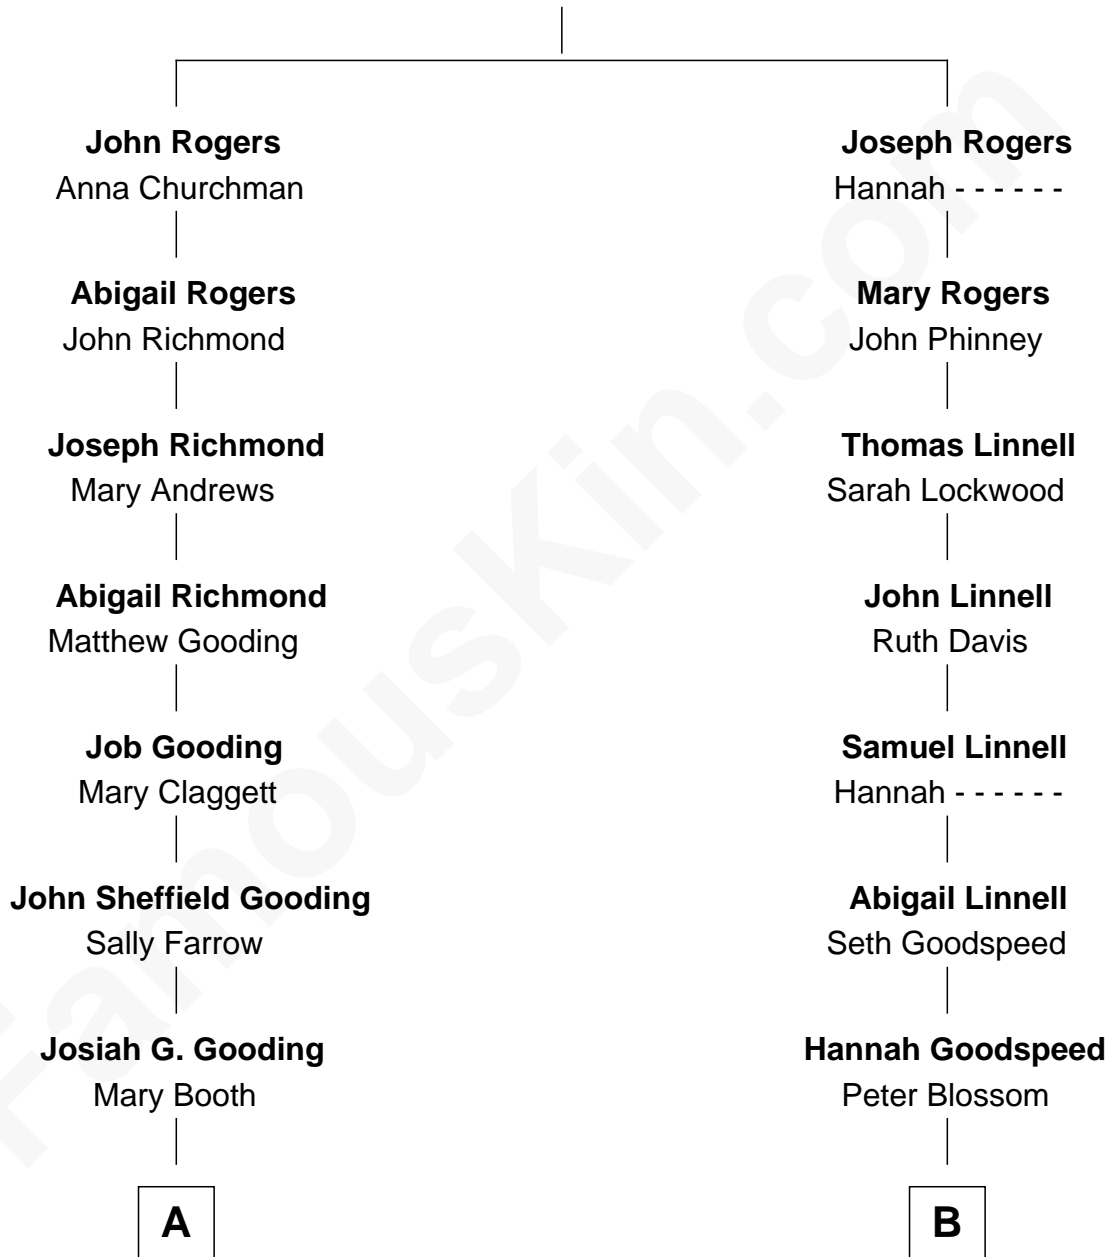 John Rogers
Anna Churchman
Abigail Rogers
John Richmond
Joseph Richmond
Mary Andrews
Abigail Richmond
Matthew Gooding
Job Gooding
Mary Claggett
John Sheffield Gooding
Sally Farrow
Josiah G. Gooding
Mary Booth
A
Joseph Rogers
Hannah - - - - - -
Mary Rogers
John Phinney
Thomas Linnell
Sarah Lockwood
John Linnell
Ruth Davis
Samuel Linnell
Hannah - - - - - -
Abigail Linnell
Seth Goodspeed
Hannah Goodspeed
Peter Blossom
B
FamousKin.com